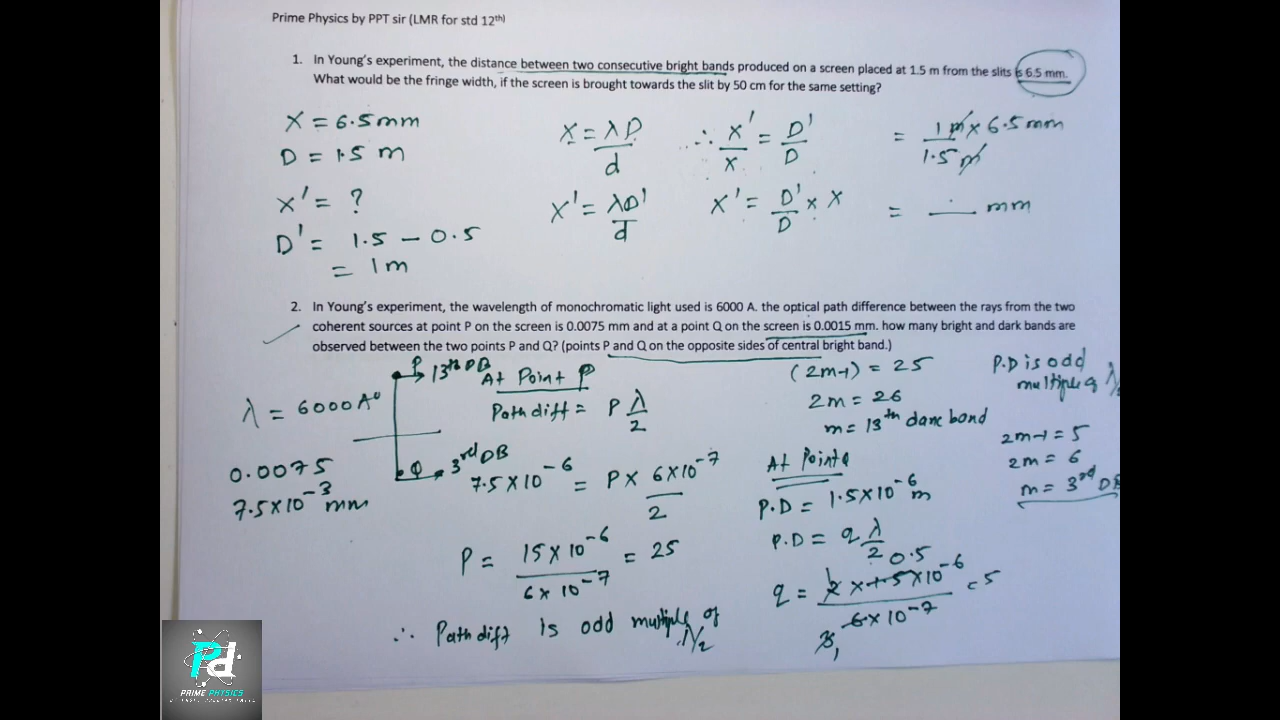 Prime Physics by PPT sir (LMR for std 12th)
1. In Young's experiment, the distance between two consecutive bright bands produced on a screen placed at 1.5 m from the slits is 6.5 mm.
What would be the fringe width, if the screen is brought towards the slit by 50 cm for the same setting?
X = 6.5 mm
D = 1.5 m
X' = ?
D' = 1.5 - 0.5
= 1m
X = λD/d
X' = λD'/d
∴ X'/X = D'/D
X' = D'/D × X
= 1m × 6.5 mm / 1.5 m
= mm
2. In Young's experiment, the wavelength of monochromatic light used is 6000 A. the optical path difference between the rays from the two
coherent sources at point P on the screen is 0.0075 mm and at a point Q on the screen is 0.0015 mm. how many bright and dark bands are
observed between the two points P and Q? (points P and Q on the opposite sides of central bright band.)
λ = 6000 A°
0.0075
7.5 × 10⁻³ mm
P 13th DB
Q 3rd DB
At Point P
Path diff = P λ/2
7.5 × 10⁻⁶ = P × 6×10⁻⁷/2
P = 15 × 10⁻⁶ / 6 × 10⁻⁷ = 25
∴ Path diff is odd multiple of λ/2
(2m-1) = 25
2m = 26
m = 13th dark band
At Point Q
P.D = 1.5 × 10⁻⁶ m
P.D = q λ/2
q = 2 × 1.5 × 10⁻⁶ / 6 × 10⁻⁷ = 5
0.5
P.D is odd
multiple of λ/2
2m-1 = 5
2m = 6
m = 3rd DB
Pd
PRIME PHYSICS